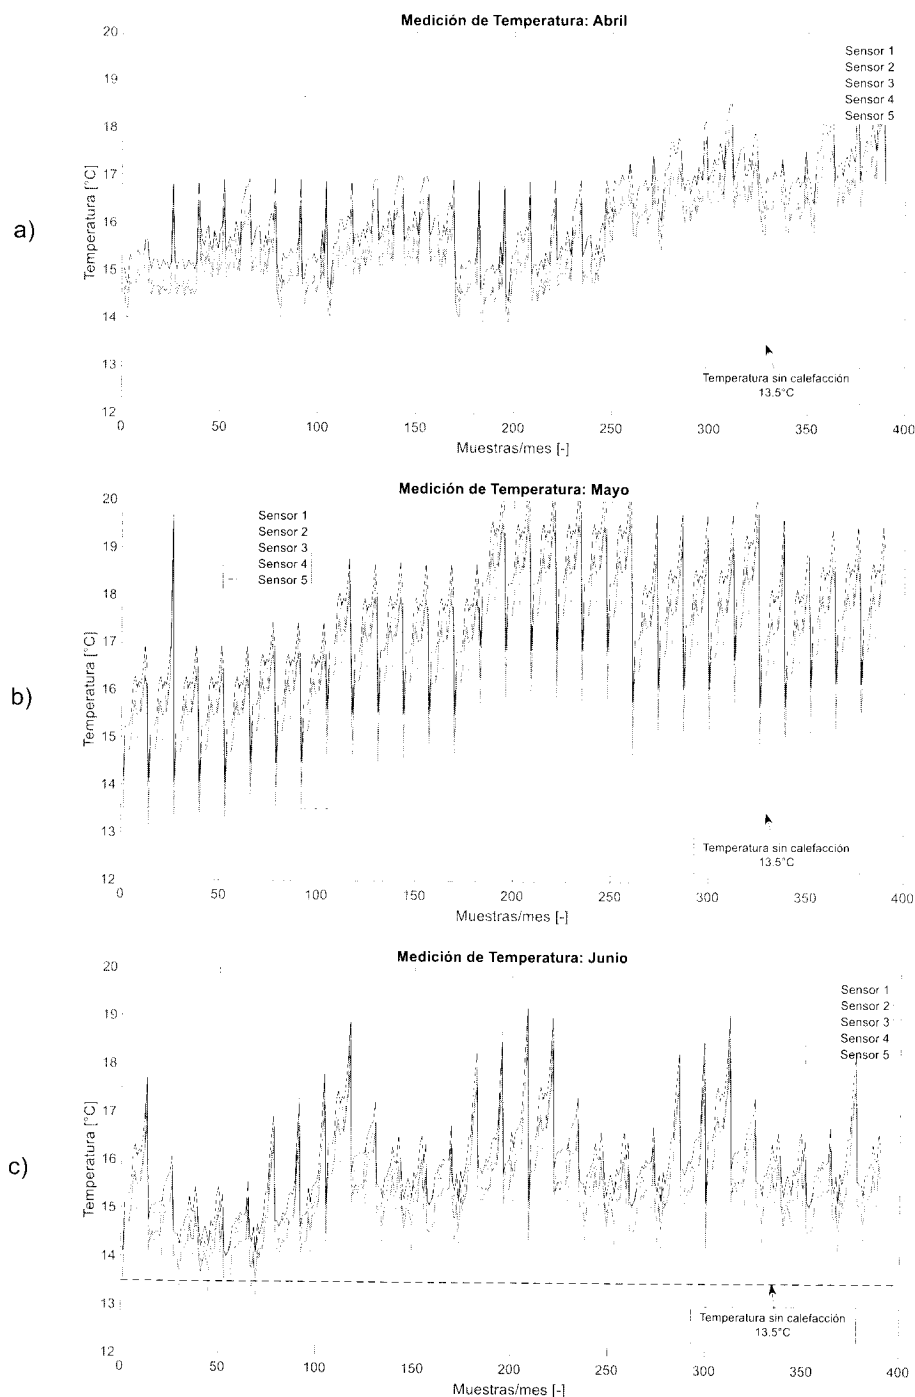 Medición de Temperatura: Abril
20
19
18
17
16
15
14
13
12
Temperatura [°C]
a)
Sensor 1
Sensor 2
Sensor 3
Sensor 4
Sensor 5
Temperatura sin calefacción
13.5°C
0 50 100 150 200 250 300 350 400
Muestras/mes [-]
Medición de Temperatura: Mayo
20
19
18
17
16
15
14
13
12
Temperatura [°C]
b)
Sensor 1
Sensor 2
Sensor 3
Sensor 4
Sensor 5
Temperatura sin calefacción
13.5°C
0 50 100 150 200 250 300 350 400
Muestras/mes [-]
Medición de Temperatura: Junio
20
19
18
17
16
15
14
13
12
Temperatura [°C]
c)
Sensor 1
Sensor 2
Sensor 3
Sensor 4
Sensor 5
Temperatura sin calefacción
13.5°C
0 50 100 150 200 250 300 350 400
Muestras/mes [-]